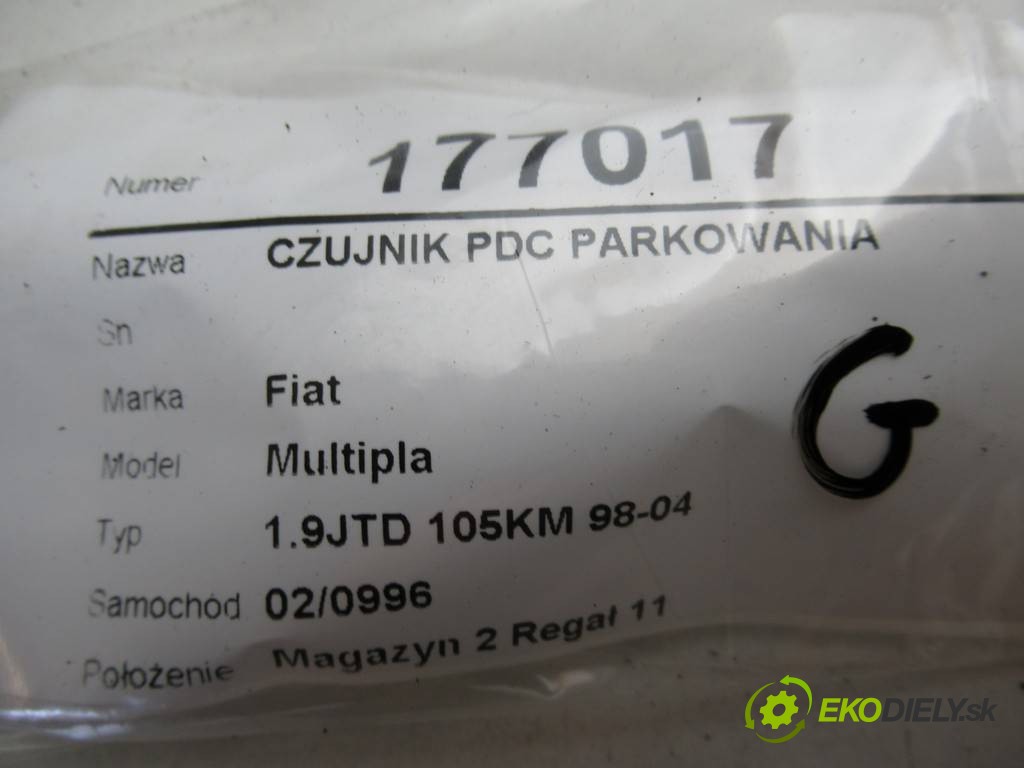 Numer 177017
Nazwa CZUJNIK PDC PARKOWANIA
Sn
Marka Fiat
Model Multipla
Typ 1.9JTD 105KM 98-04
Samochód 02/0996
Położenie Magazyn 2 Regał 11
G
EKODIELY.sk